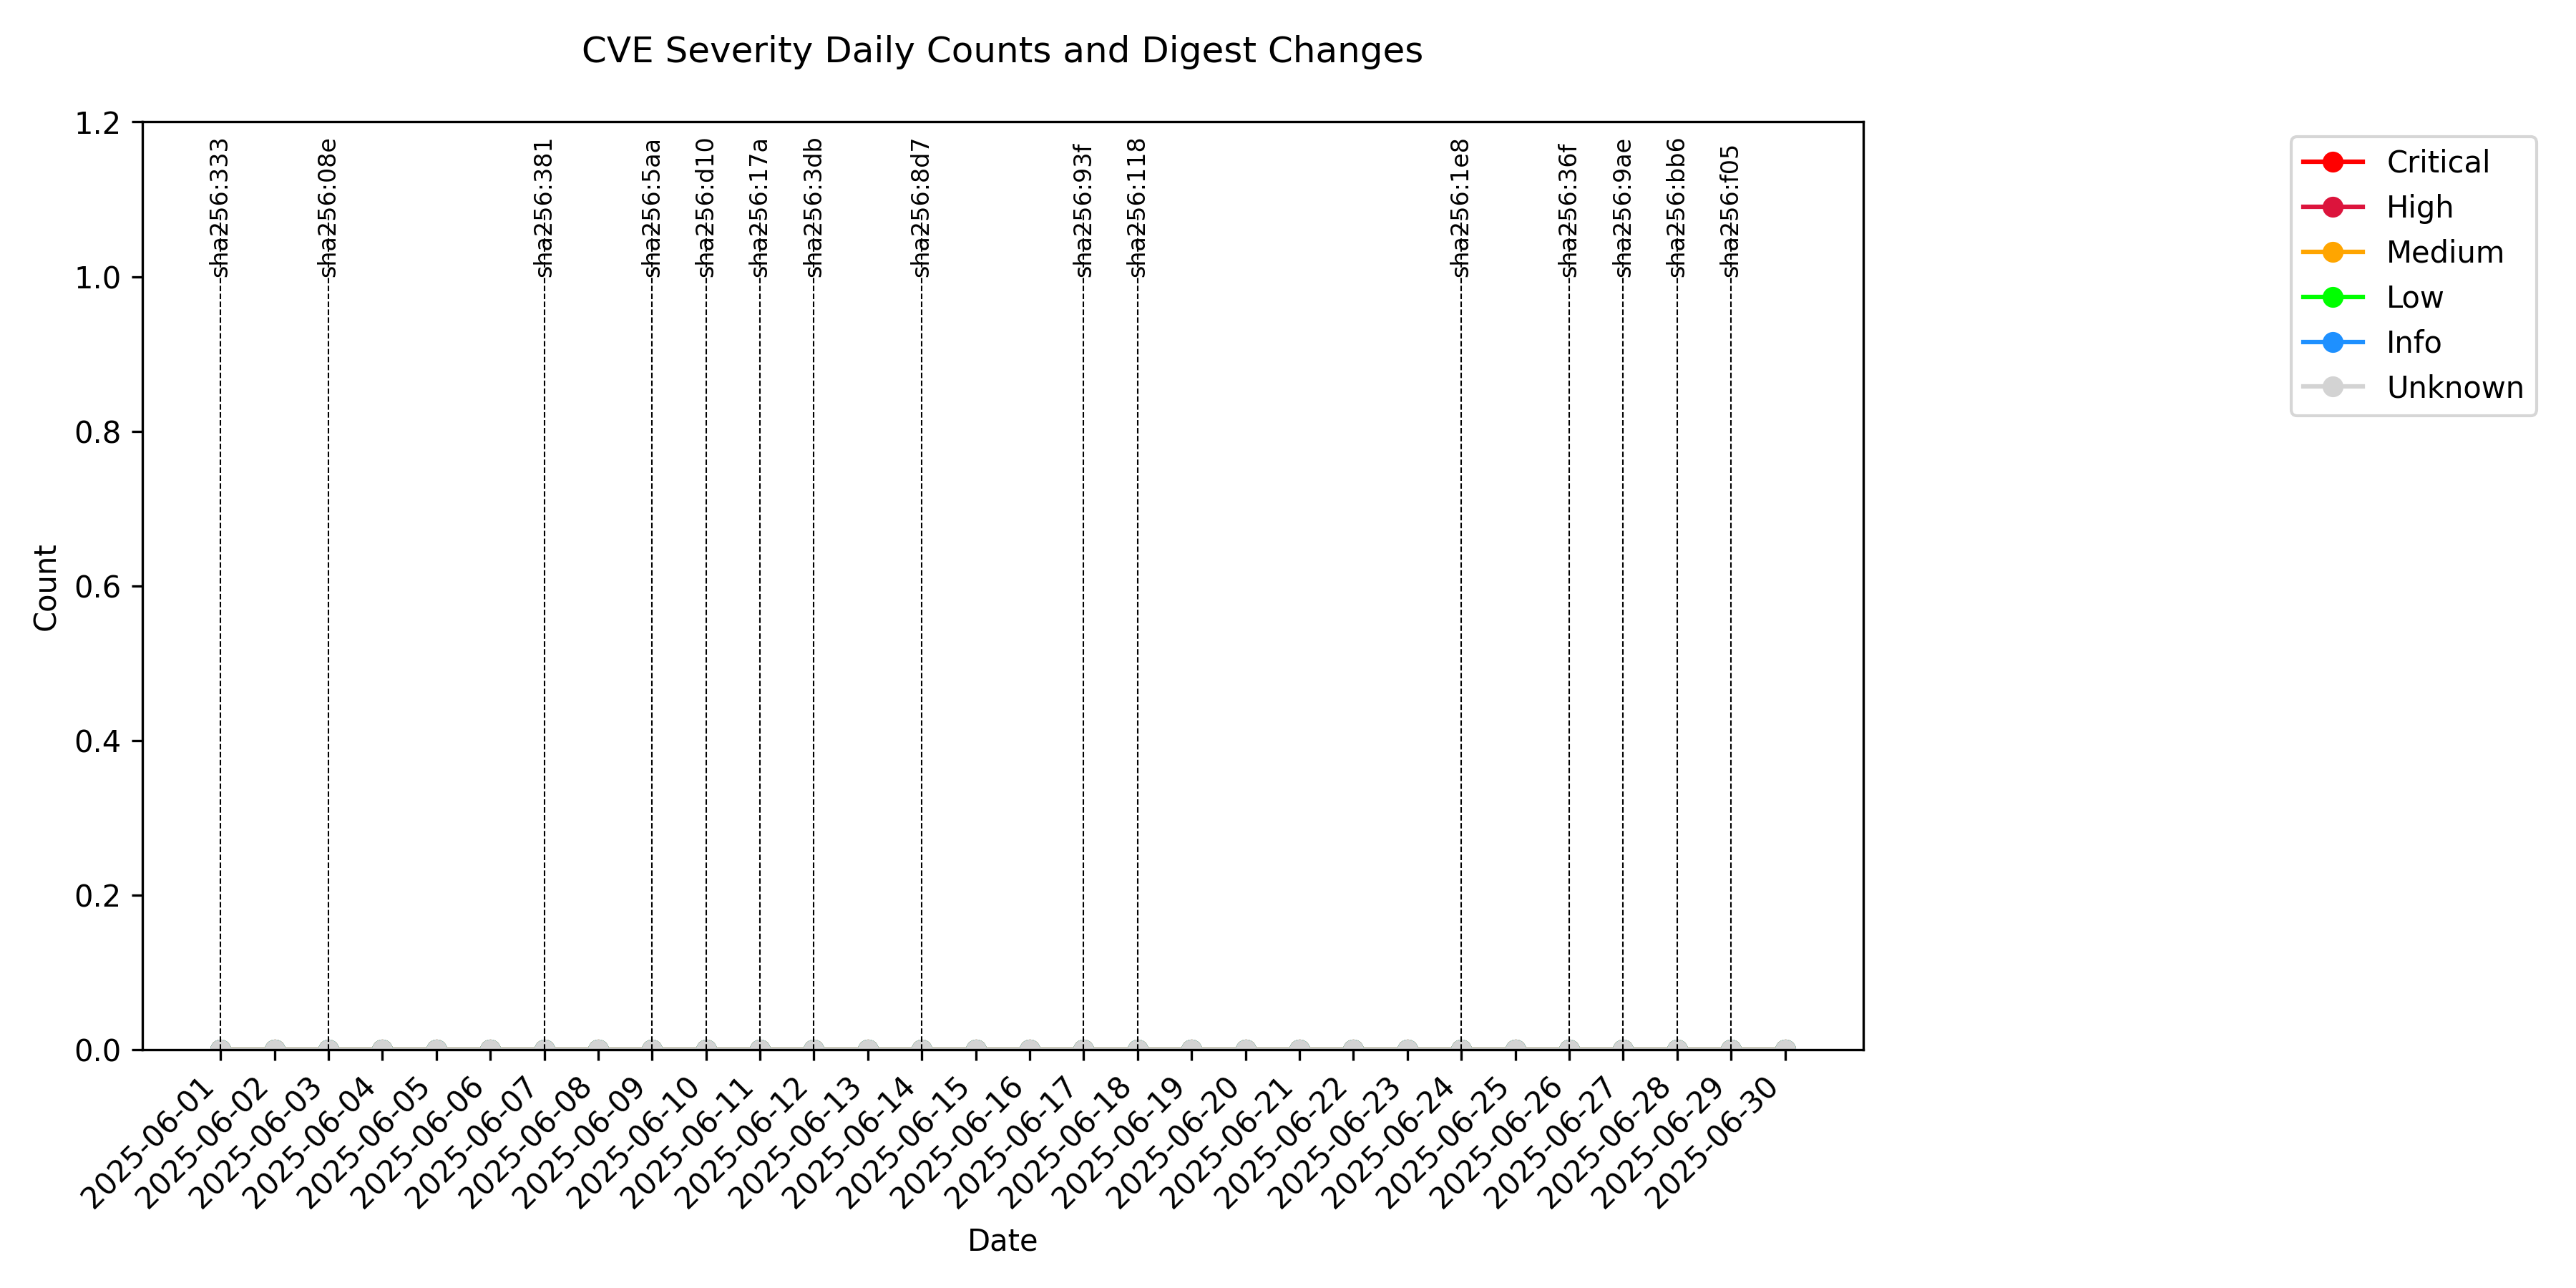 CVE Severity Daily Counts and Digest Changes
1.2
1.0
0.8
0.6
0.4
0.2
0.0
Count
sha256:333
sha256:08e
sha256:381
sha256:5aa
sha256:d10
sha256:17a
sha256:3db
sha256:8d7
sha256:93f
sha256:118
sha256:1e8
sha256:36f
sha256:9ae
sha256:bb6
sha256:f05
Critical
High
Medium
Low
Info
Unknown
2025-06-01
2025-06-02
2025-06-03
2025-06-04
2025-06-05
2025-06-06
2025-06-07
2025-06-08
2025-06-09
2025-06-10
2025-06-11
2025-06-12
2025-06-13
2025-06-14
2025-06-15
2025-06-16
2025-06-17
2025-06-18
2025-06-19
2025-06-20
2025-06-21
2025-06-22
2025-06-23
2025-06-24
2025-06-25
2025-06-26
2025-06-27
2025-06-28
2025-06-29
2025-06-30
Date